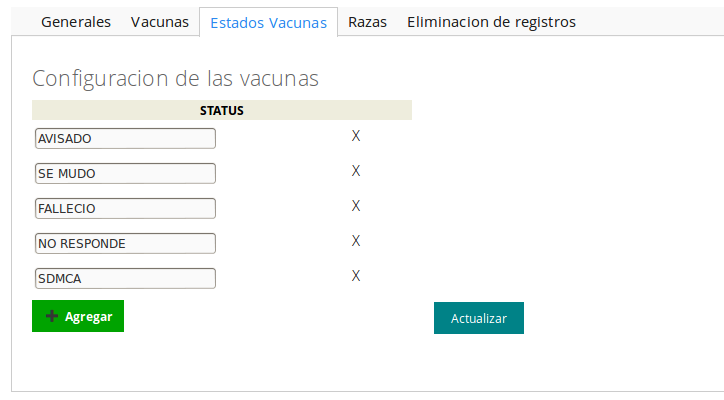 Generales Vacunas Estados Vacunas Razas Eliminacion de registros
Configuracion de las vacunas
STATUS
AVISADO X
SE MUDO X
FALLECIO X
NO RESPONDE X
SDMCA X
Agregar Actualizar